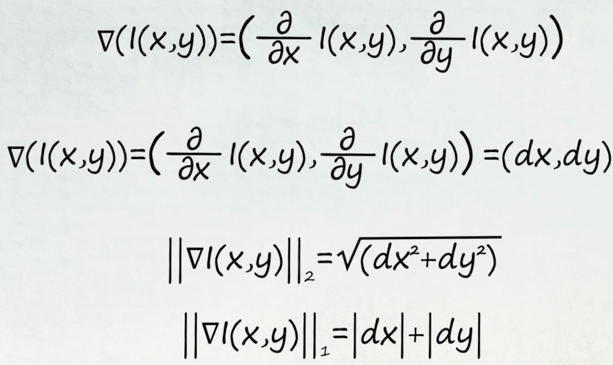 ∇(I(x,y))=(∂/∂x I(x,y),∂/∂y I(x,y))
∇(I(x,y))=(∂/∂x I(x,y),∂/∂y I(x,y))=(dx,dy)
||∇I(x,y)||₂=√(dx²+dy²)
||∇I(x,y)||₁=|dx|+|dy|